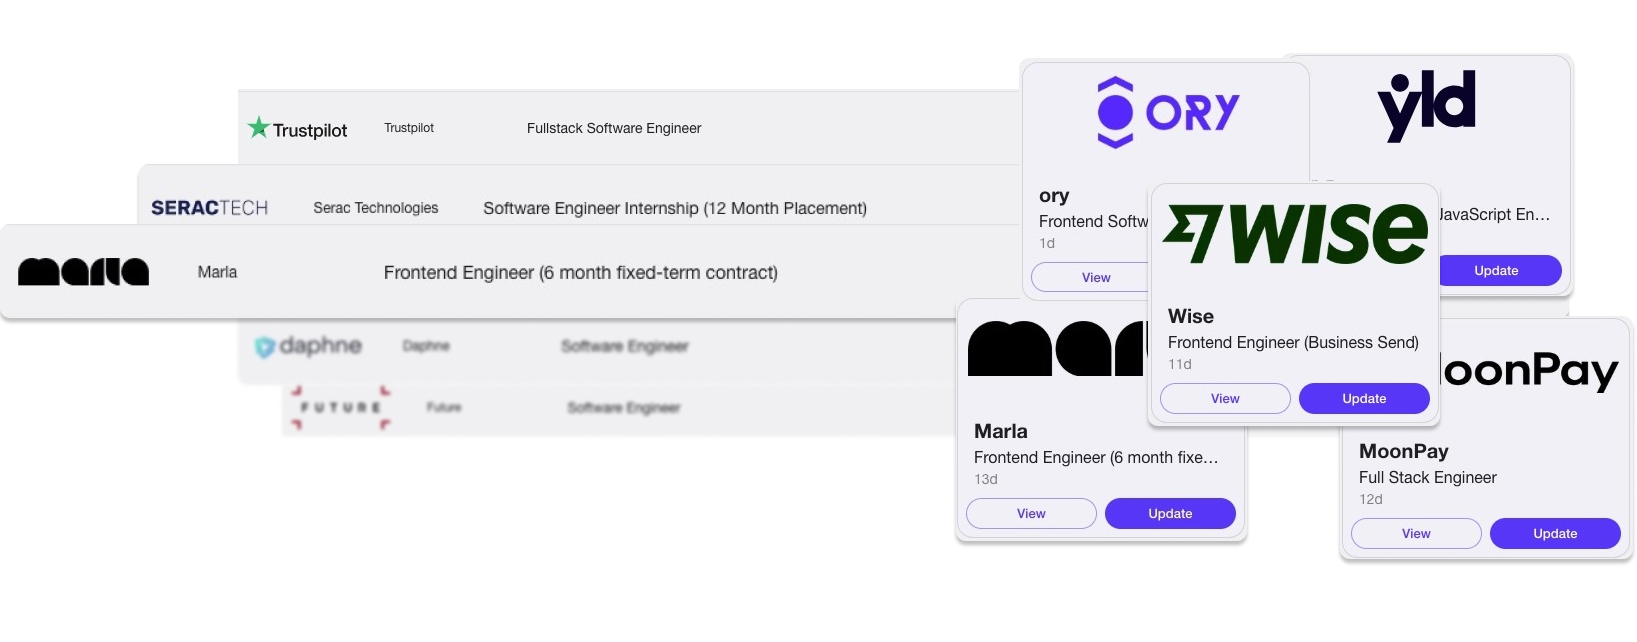 Trustpilot Trustpilot Fullstack Software Engineer
SERACTECH Serac Technologies Software Engineer Internship (12 Month Placement)
marla Marla Frontend Engineer (6 month fixed-term contract)
daphne Daphne Software Engineer
FUTURE Future Software Engineer
ORY
ory
Frontend Softw
1d
View
yld
JavaScript En…
Update
WISE
Wise
Frontend Engineer (Business Send)
11d
View Update
mar
Marla
Frontend Engineer (6 month fixe…
13d
View Update
oonPay
MoonPay
Full Stack Engineer
12d
View Update